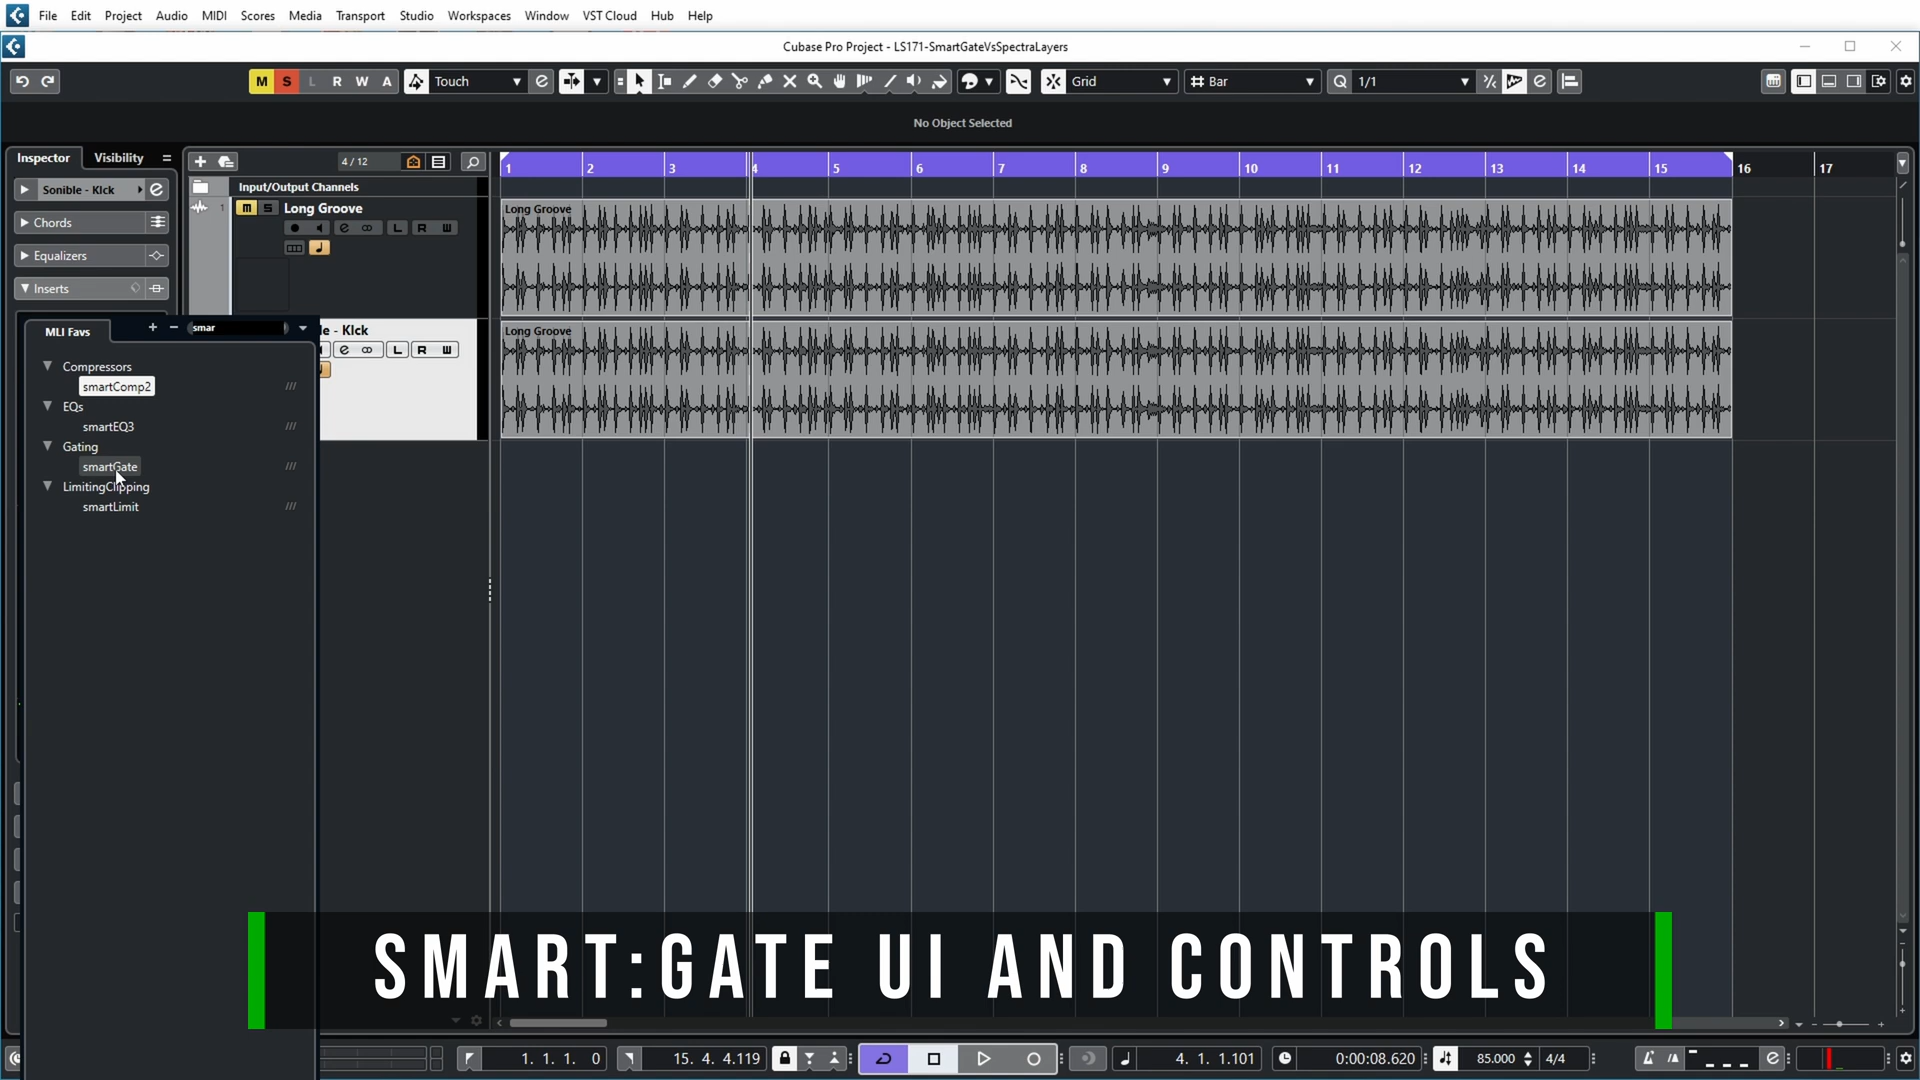 File Edit Project Audio MIDI Scores Media Transport Studio Workspaces Window VST Cloud Hub Help
Cubase Pro Project - LS171-SmartGateVsSpectraLayers
M S L R W A Touch Grid Bar Q 1/1
No Object Selected
Inspector Visibility 4 / 12 1 2 3 4 5 6 7 8 9 10 11 12 13 14 15 16 17
Sonible - KIck Input/Output Channels
1 m S Long Groove Long Groove
Chords L R W
Equalizers
Inserts
MLI Favs + − smar le - KIck Long Groove
L R W
Compressors
smartComp2
EQs
smartEQ3
Gating
smartGate
LimitingClipping
smartLimit
SMART:GATE UI AND CONTROLS
1. 1. 1. 0 15. 4. 4.119 4. 1. 1.101 0:00:08.620 85.000 4/4